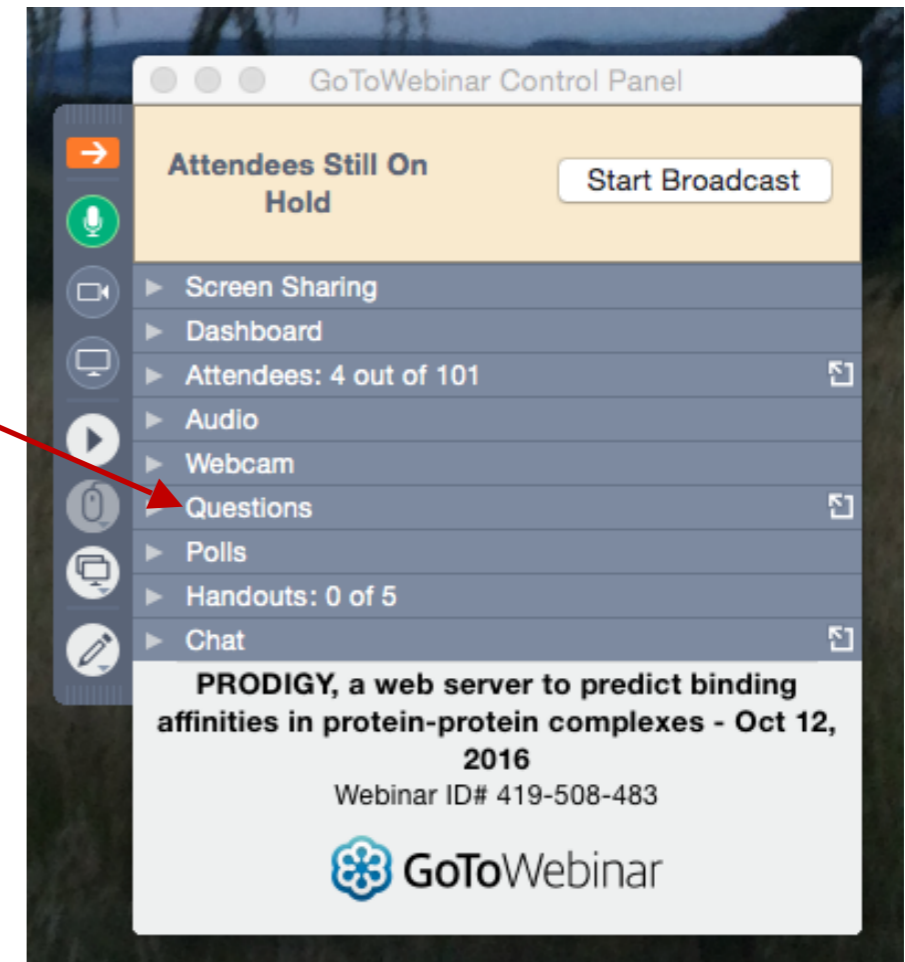 GoToWebinar Control Panel
Attendees Still On
Hold
Start Broadcast
Screen Sharing
Dashboard
Attendees: 4 out of 101
Audio
Webcam
Questions
Polls
Handouts: 0 of 5
Chat
PRODIGY, a web server to predict binding
affinities in protein-protein complexes - Oct 12,
2016
Webinar ID# 419-508-483
GoToWebinar